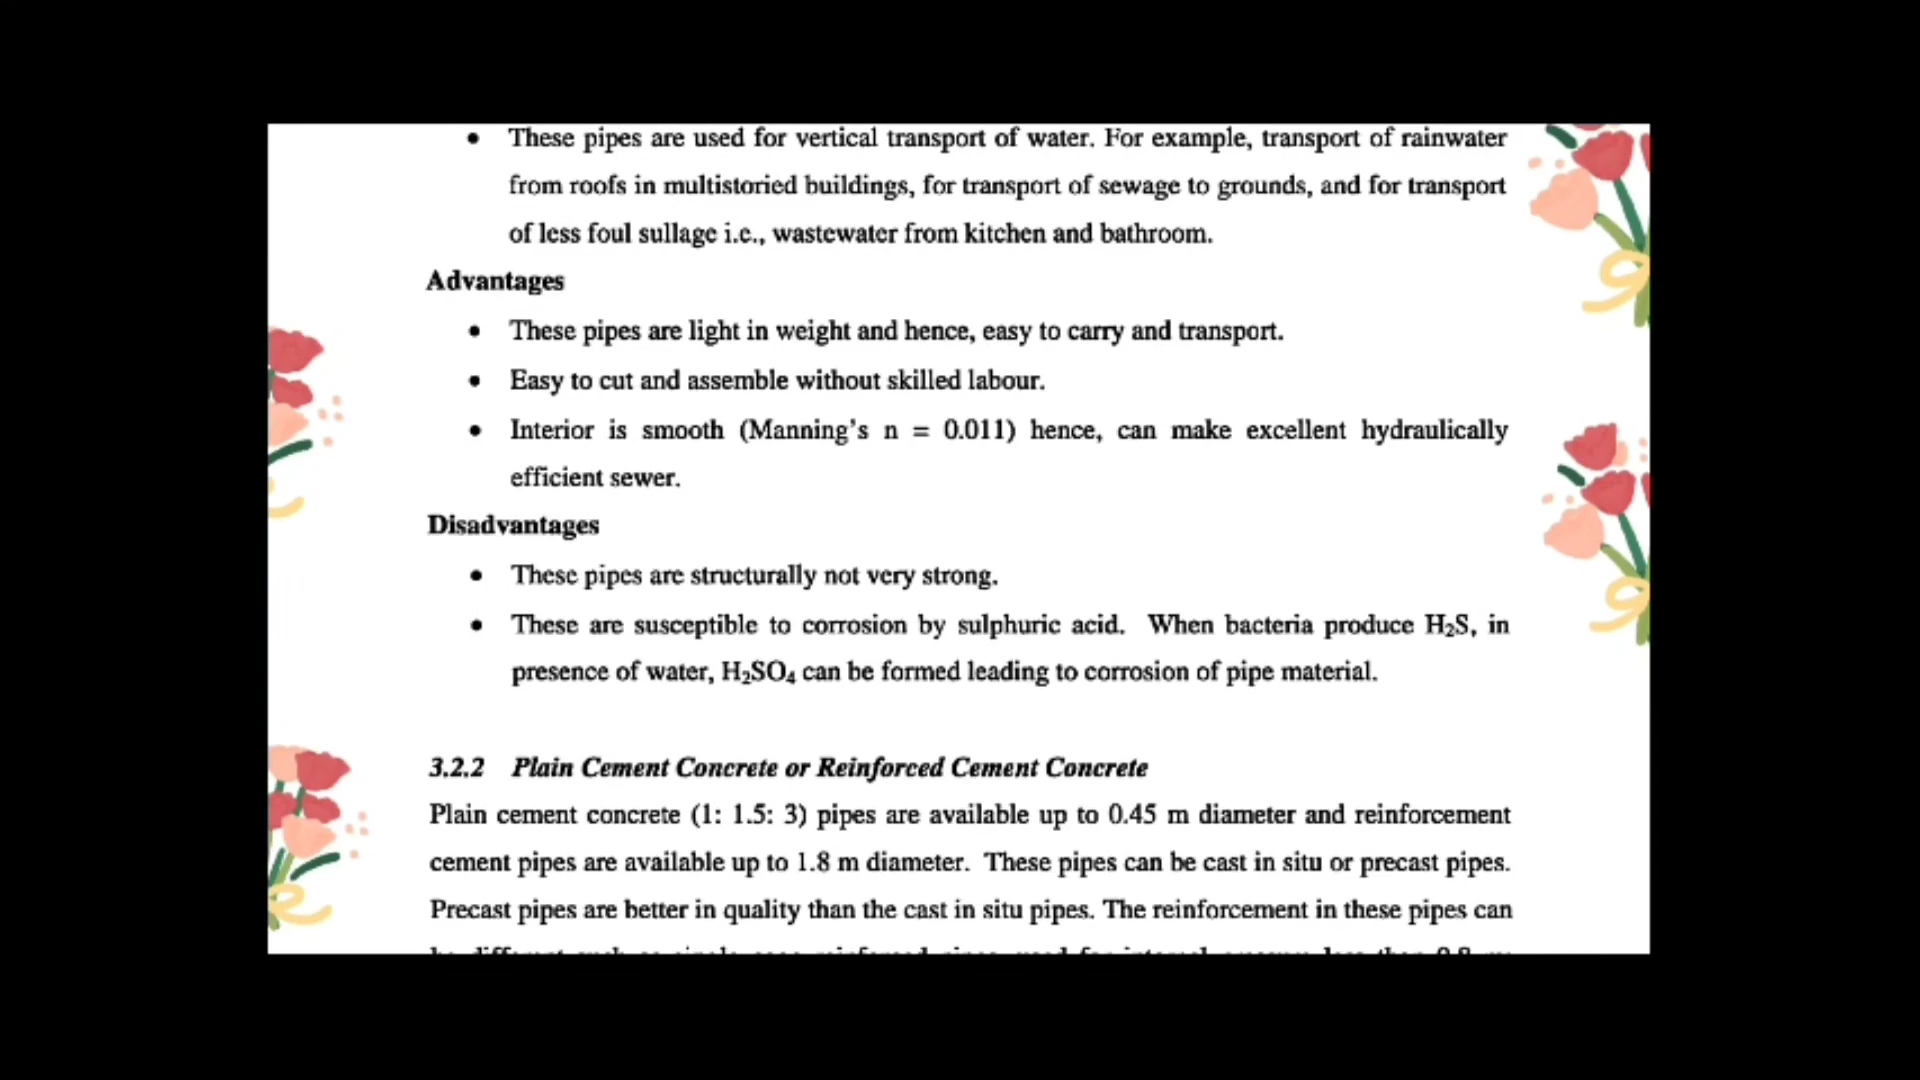 • These pipes are used for vertical transport of water. For example, transport of rainwater
from roofs in multistoried buildings, for transport of sewage to grounds, and for transport
of less foul sullage i.e., wastewater from kitchen and bathroom.
Advantages
• These pipes are light in weight and hence, easy to carry and transport.
• Easy to cut and assemble without skilled labour.
• Interior is smooth (Manning's n = 0.011) hence, can make excellent hydraulically
efficient sewer.
Disadvantages
• These pipes are structurally not very strong.
• These are susceptible to corrosion by sulphuric acid. When bacteria produce H₂S, in
presence of water, H₂SO₄ can be formed leading to corrosion of pipe material.
3.2.2 Plain Cement Concrete or Reinforced Cement Concrete
Plain cement concrete (1: 1.5: 3) pipes are available up to 0.45 m diameter and reinforcement
cement pipes are available up to 1.8 m diameter. These pipes can be cast in situ or precast pipes.
Precast pipes are better in quality than the cast in situ pipes. The reinforcement in these pipes can